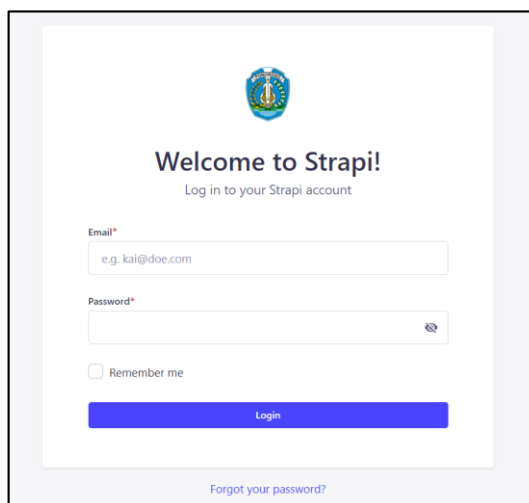 Welcome to Strapi!
Log in to your Strapi account
Email*
e.g. kai@doe.com
Password*
Remember me
Login
Forgot your password?